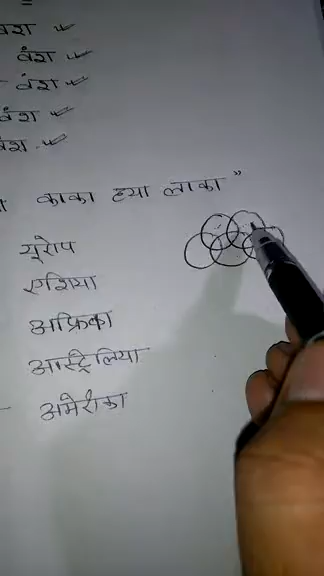 वंश
वंश
वंश
वंश
वंश
काका हया लाका"
यूरोप
एशिया
अफ्रिका
आस्ट्रेलिया
अमेरीका